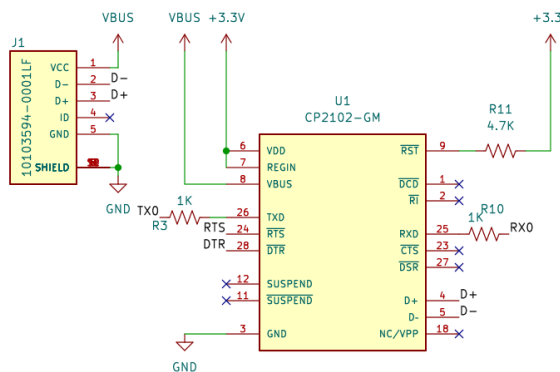 VBUS
VBUS
+3.3V
+3.3
J1
10103594-0001LF
VCC
1
D-
2
D-
D+
3
D+
ID
4
GND
5
SHIELD
GND
U1
CP2102-GM
R11
4.7K
6
VDD
7
REGIN
8
VBUS
9
RST
DCD
1
RI
2
TX0
1K
R3
26
TXD
RTS
24
RTS
DTR
28
DTR
R10
1K
RXD
25
RX0
CTS
23
DSR
27
12
SUSPEND
11
SUSPEND
D+
4
D+
D-
5
D-
3
GND
NC/VPP
18
GND